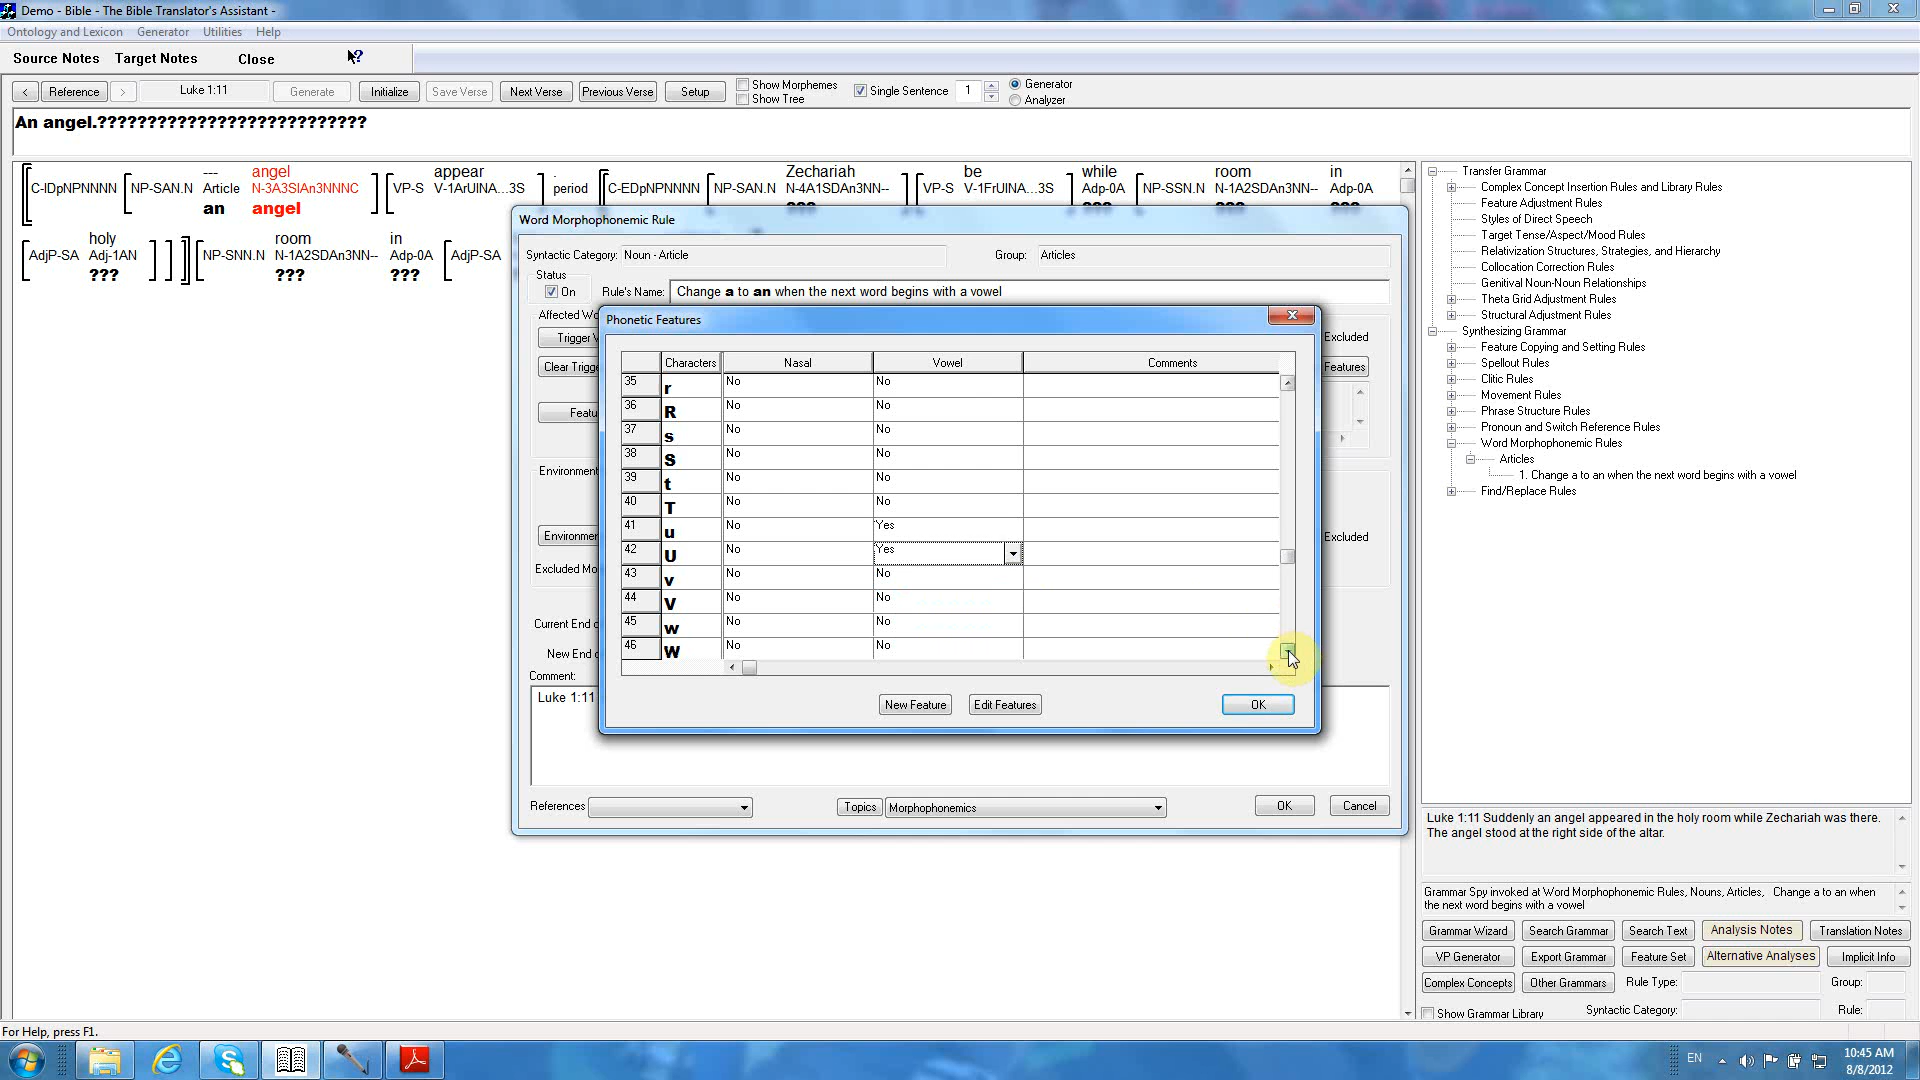 Demo - Bible - The Bible Translator's Assistant -
Ontology and Lexicon Generator Utilities Help
Source Notes Target Notes Close
< Reference > Luke 1:11 Generate Initialize Save Verse Next Verse Previous Verse Setup Show Morphemes Single Sentence 1 Generator
Show Tree Analyzer
An angel.???????????????????????????
--- angel appear . Zechariah be while room in
C-IDpNPNNNN NP-SAN.N Article N-3A3SIAn3NNNC VP-S V-1ArUINA...3S period C-EDpNPNNNN NP-SAN.N N-4A1SDAn3NN-- VP-S V-1FrUINA...3S Adp-0A NP-SSN.N N-1A2SDAn3NN-- Adp-0A
an angel
holy room in
AdjP-SA Adj-1AN NP-SNN.N N-1A2SDAn3NN-- Adp-0A AdjP-SA
??? ??? ???
Word Morphophonemic Rule
Syntactic Category: Noun - Article Group: Articles
Status
On Rule's Name: Change a to an when the next word begins with a vowel
Affected Wo
Trigger Excluded
Clear Trigge Features
Featu
Environment
Environmen Excluded
Excluded Mo
Current End o
New End o
Comment:
Luke 1:11
References Topics Morphophonemics OK Cancel
Phonetic Features
Characters Nasal Vowel Comments
35 r No No
36 R No No
37 s No No
38 S No No
39 t No No
40 T No No
41 u No Yes
42 U No Yes
43 v No No
44 V No No
45 w No No
46 W No No
New Feature Edit Features OK
Transfer Grammar
Complex Concept Insertion Rules and Library Rules
Feature Adjustment Rules
Styles of Direct Speech
Target Tense/Aspect/Mood Rules
Relativization Structures, Strategies, and Hierarchy
Collocation Correction Rules
Genitival Noun-Noun Relationships
Theta Grid Adjustment Rules
Structural Adjustment Rules
Synthesizing Grammar
Feature Copying and Setting Rules
Spellout Rules
Clitic Rules
Movement Rules
Phrase Structure Rules
Pronoun and Switch Reference Rules
Word Morphophonemic Rules
Articles
1. Change a to an when the next word begins with a vowel
Find/Replace Rules
Luke 1:11 Suddenly an angel appeared in the holy room while Zechariah was there.
The angel stood at the right side of the altar.
Grammar Spy invoked at Word Morphophonemic Rules, Nouns, Articles, Change a to an when
the next word begins with a vowel
Grammar Wizard Search Grammar Search Text Analysis Notes Translation Notes
VP Generator Export Grammar Feature Set Alternative Analyses Implicit Info
Complex Concepts Other Grammars Rule Type: Group:
Show Grammar Library Syntactic Category: Rule:
For Help, press F1.
EN 10:45 AM
8/8/2012